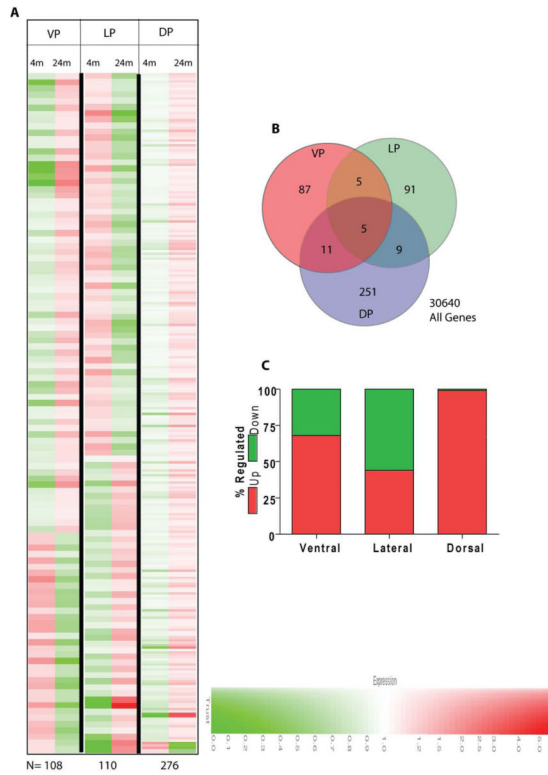 A
VP LP DP
4m 24m 4m 24m 4m 24m
N= 108 110 276
B
VP
LP
87
5
91
5
11
9
251
DP
30640
All Genes
C
% Regulated
Up Down
100
75
50
25
0
Ventral Lateral Dorsal
Expression
Trust
0.0 0.1 0.2 0.3 0.4 0.5 0.6 0.7 0.8 0.9 1.0 1.2 1.5 2.0 2.5 3.0 4.0 5.0